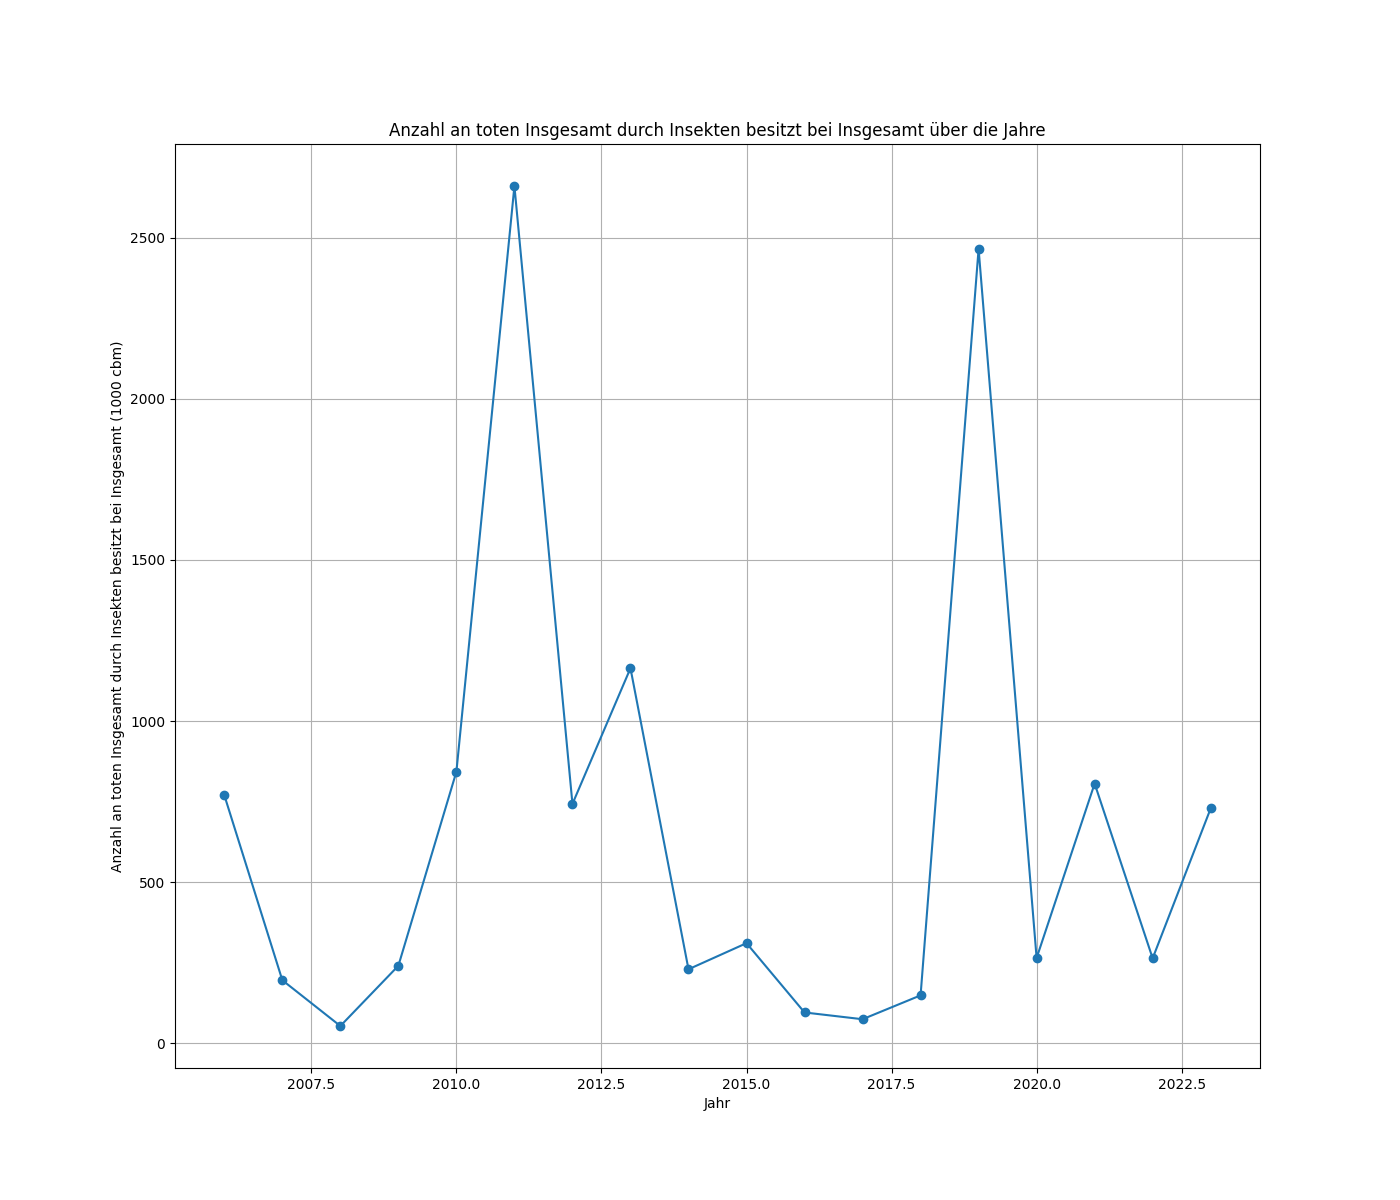 Anzahl an toten Insgesamt durch Insekten besitzt bei Insgesamt über die Jahre
Anzahl an toten Insgesamt durch Insekten besitzt bei Insgesamt (1000 cbm)
2500
2000
1500
1000
500
0
2007.5 2010.0 2012.5 2015.0 2017.5 2020.0 2022.5
Jahr